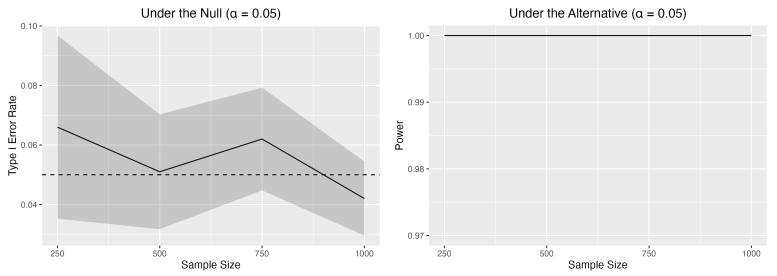 Under the Null (α = 0.05)
0.10
0.08
0.06
0.04
Type I Error Rate
250
500
750
1000
Sample Size
Under the Alternative (α = 0.05)
1.00
0.99
0.98
0.97
Power
250
500
750
1000
Sample Size